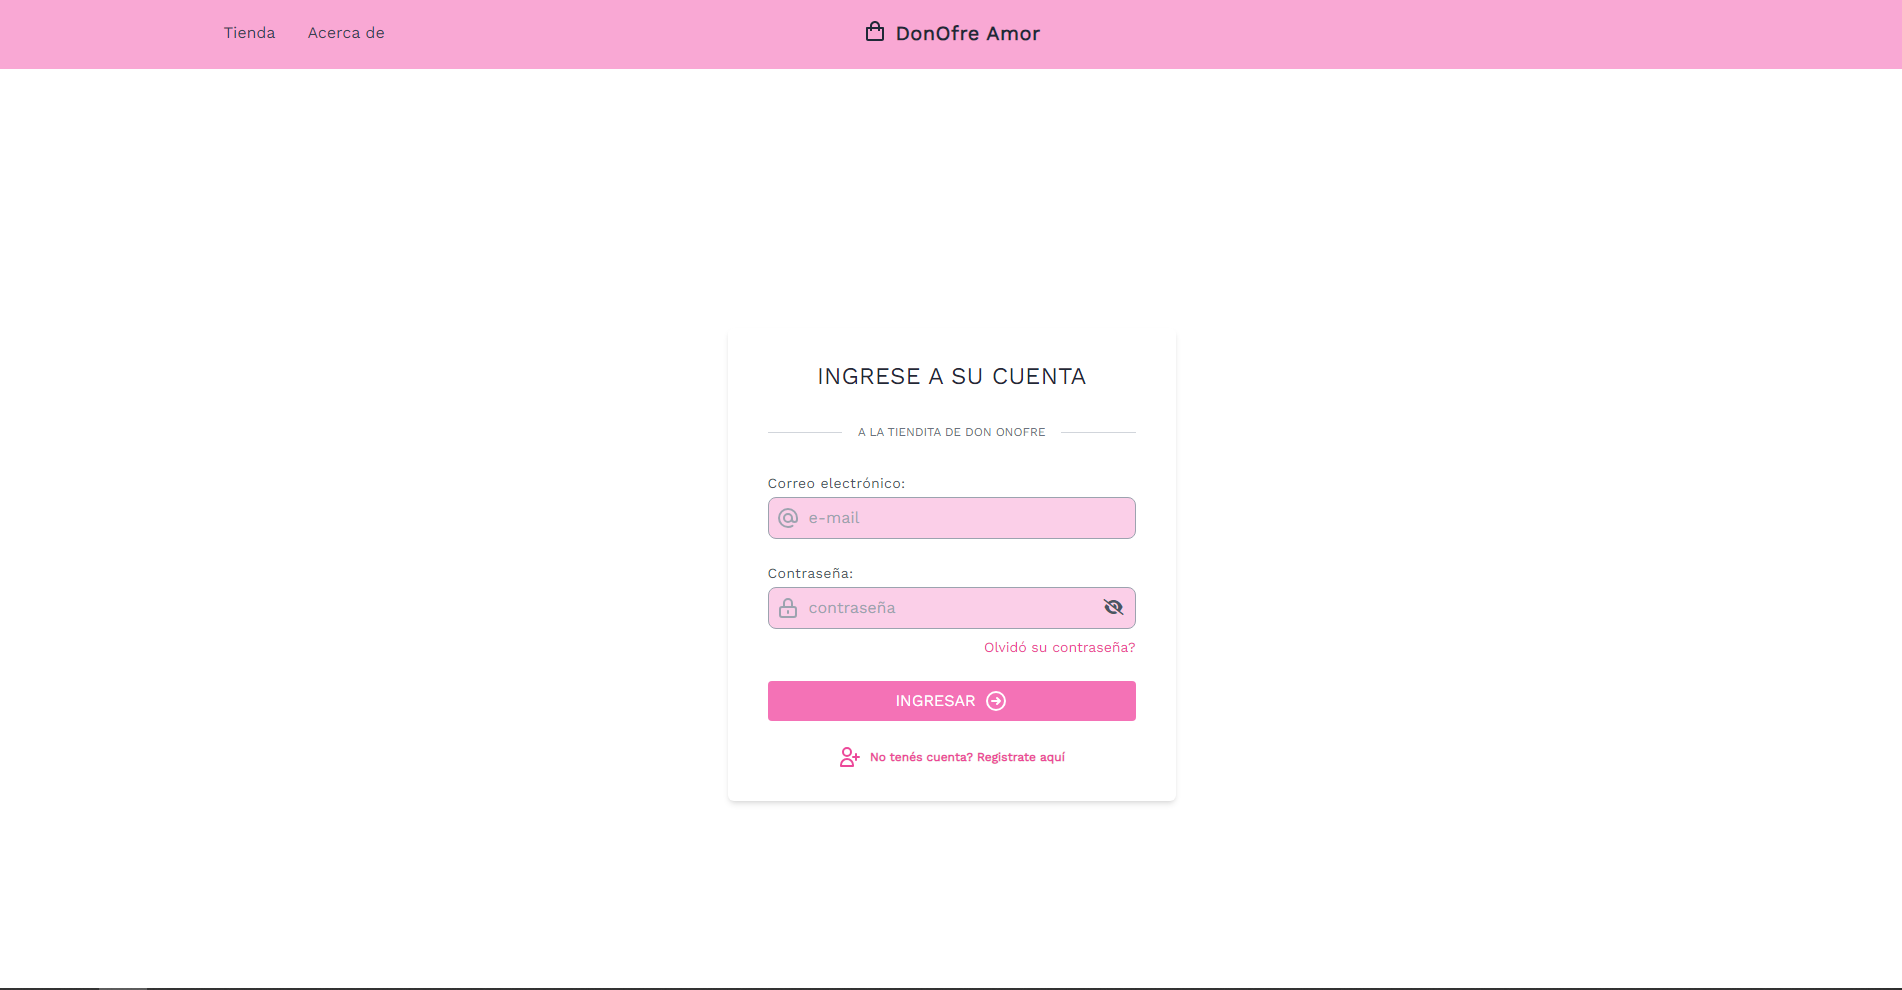 Tienda
Acerca de
DonOfre Amor
INGRESE A SU CUENTA
A LA TIENDITA DE DON ONOFRE
Correo electrónico:
e-mail
Contraseña:
contraseña
Olvidó su contraseña?
INGRESAR
No tenés cuenta? Registrate aquí